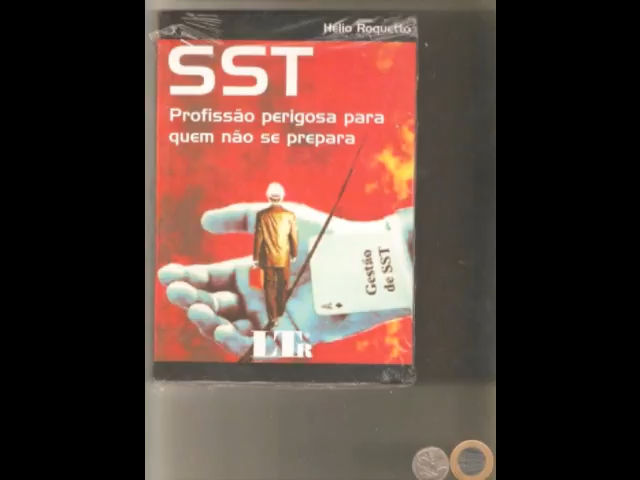 Hélio Roquetto
SST
Profissão perigosa para
quem não se prepara
Gestão
de SST
A
LTR